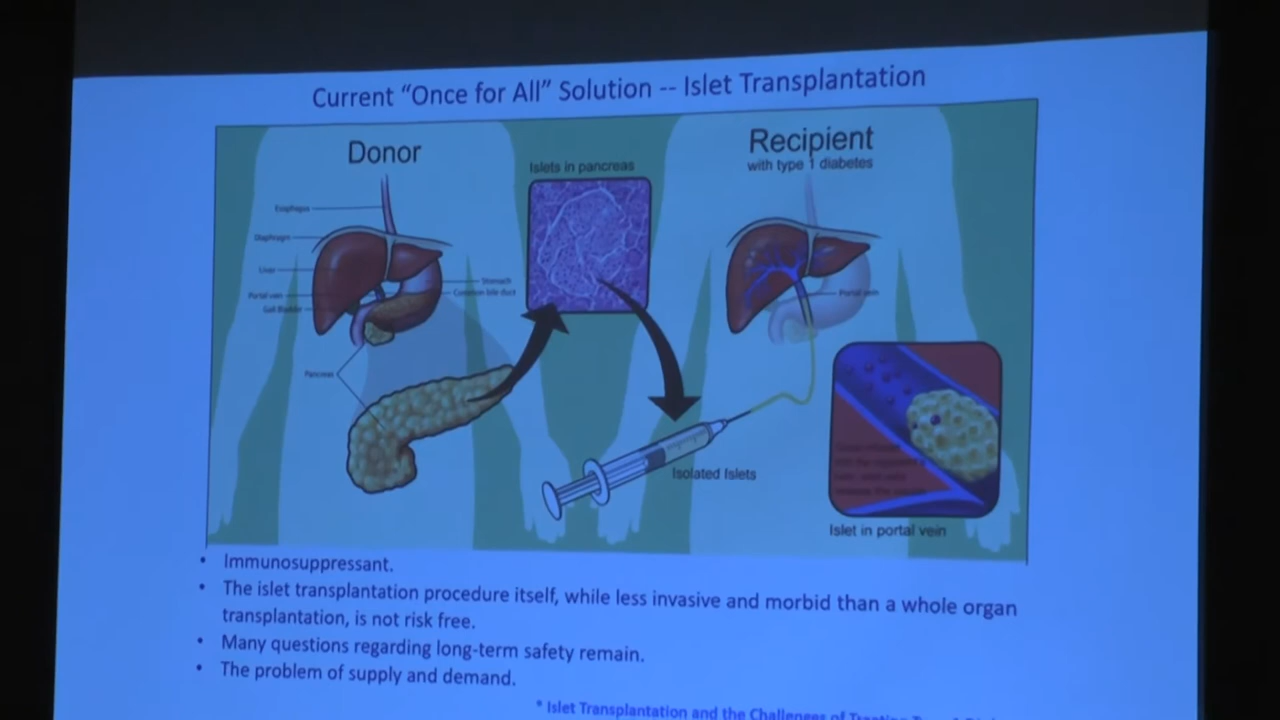 Current “Once for All” Solution -- Islet Transplantation
Donor
Recipient
with type 1 diabetes
Islets in pancreas
Esophagus
Diaphragm
Liver
Portal vein
Gall Bladder
Stomach
Common bile duct
Pancreas
Portal vein
Isolated Islets
Islet in portal vein
• Immunosuppressant.
• The islet transplantation procedure itself, while less invasive and morbid than a whole organ
transplantation, is not risk free.
• Many questions regarding long-term safety remain.
• The problem of supply and demand.
* Islet Transplantation and the Challenges of